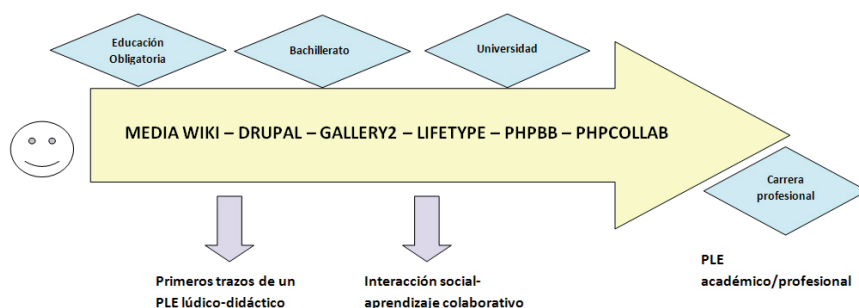 Educación
Obligatoria
Bachillerato
Universidad
MEDIA WIKI – DRUPAL – GALLERY2 – LIFETYPE – PHPBB – PHPCOLLAB
Carrera
profesional
Primeros trazos de un
PLE lúdico-didáctico
Interacción social-
aprendizaje colaborativo
PLE
académico/profesional